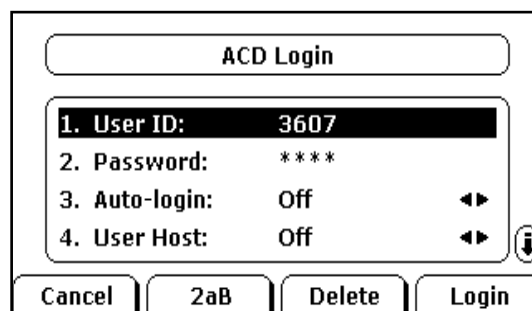 ACD Login
1. User ID: 3607
2. Password: ****
3. Auto-login: Off
4. User Host: Off
Cancel 2aB Delete Login